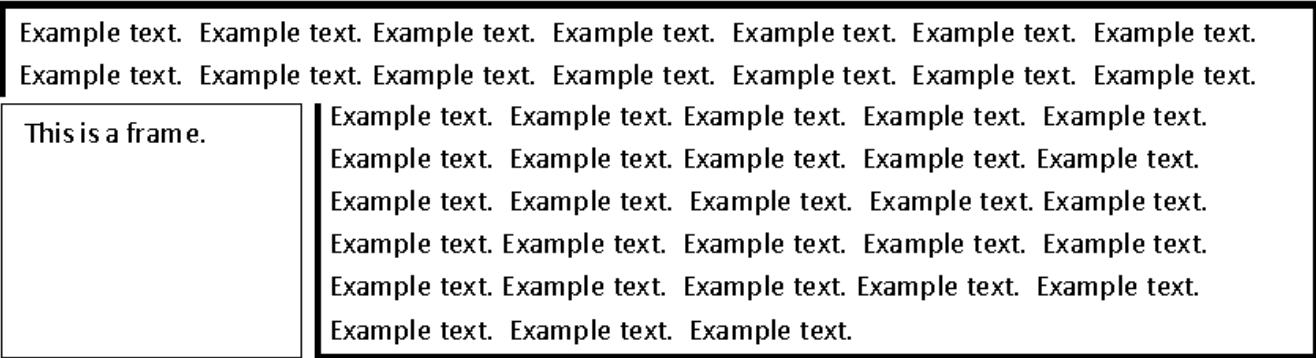 Example text.  Example text. Example text.  Example text.  Example text.  Example text.  Example text.
Example text.  Example text. Example text.  Example text.  Example text.  Example text.  Example text.
This is a frame.
Example text.  Example text. Example text.  Example text.  Example text.
Example text.  Example text. Example text.  Example text. Example text.
Example text.  Example text.  Example text.  Example text. Example text.
Example text. Example text.  Example text.  Example text.  Example text.
Example text. Example text.  Example text. Example text.  Example text.
Example text.  Example text.  Example text.